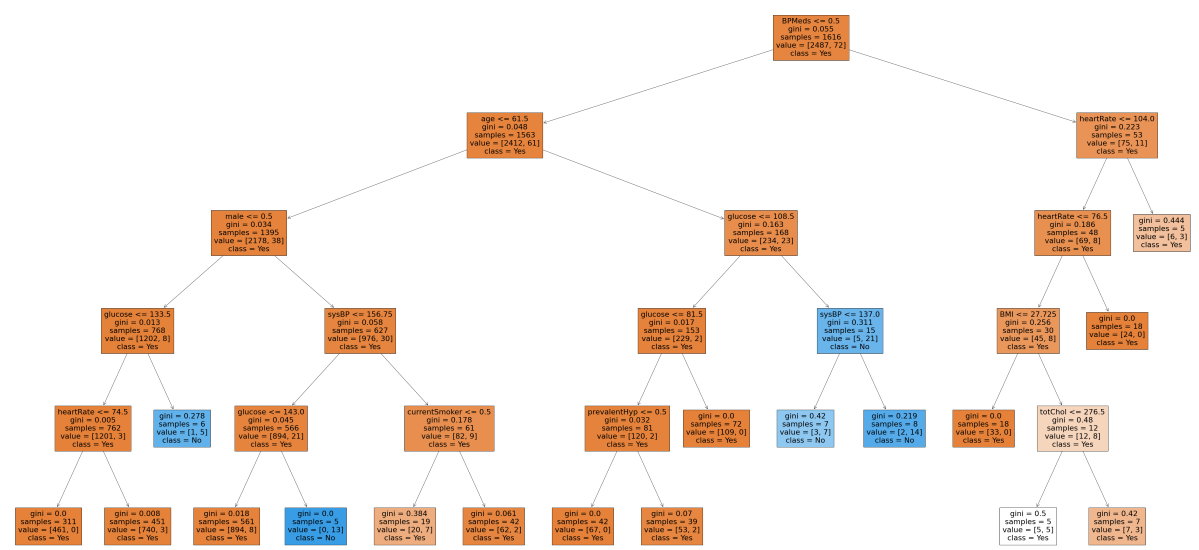 BPMeds <= 0.5
gini = 0.055
samples = 1616
value = [2487, 72]
class = Yes
age <= 61.5
gini = 0.048
samples = 1563
value = [2412, 61]
class = Yes
heartRate <= 104.0
gini = 0.223
samples = 53
value = [75, 11]
class = Yes
male <= 0.5
gini = 0.034
samples = 1395
value = [2178, 38]
class = Yes
glucose <= 108.5
gini = 0.163
samples = 168
value = [234, 23]
class = Yes
heartRate <= 76.5
gini = 0.186
samples = 48
value = [69, 8]
class = Yes
gini = 0.444
samples = 5
value = [6, 3]
class = Yes
glucose <= 133.5
gini = 0.013
samples = 768
value = [1202, 8]
class = Yes
sysBP <= 156.75
gini = 0.058
samples = 627
value = [976, 30]
class = Yes
glucose <= 81.5
gini = 0.017
samples = 153
value = [229, 2]
class = Yes
sysBP <= 137.0
gini = 0.311
samples = 15
value = [5, 21]
class = No
BMI <= 27.725
gini = 0.256
samples = 30
value = [45, 8]
class = Yes
gini = 0.0
samples = 18
value = [24, 0]
class = Yes
heartRate <= 74.5
gini = 0.005
samples = 762
value = [1201, 3]
class = Yes
gini = 0.278
samples = 6
value = [1, 5]
class = No
glucose <= 143.0
gini = 0.045
samples = 566
value = [894, 21]
class = Yes
currentSmoker <= 0.5
gini = 0.178
samples = 61
value = [82, 9]
class = Yes
prevalentHyp <= 0.5
gini = 0.032
samples = 81
value = [120, 2]
class = Yes
gini = 0.0
samples = 72
value = [109, 0]
class = Yes
gini = 0.42
samples = 7
value = [3, 7]
class = No
gini = 0.219
samples = 8
value = [2, 14]
class = No
gini = 0.0
samples = 18
value = [33, 0]
class = Yes
totChol <= 276.5
gini = 0.48
samples = 12
value = [12, 8]
class = Yes
gini = 0.0
samples = 311
value = [461, 0]
class = Yes
gini = 0.008
samples = 451
value = [740, 3]
class = Yes
gini = 0.018
samples = 561
value = [894, 8]
class = Yes
gini = 0.0
samples = 5
value = [0, 13]
class = No
gini = 0.384
samples = 19
value = [20, 7]
class = Yes
gini = 0.061
samples = 42
value = [62, 2]
class = Yes
gini = 0.0
samples = 42
value = [67, 0]
class = Yes
gini = 0.07
samples = 39
value = [53, 2]
class = Yes
gini = 0.5
samples = 5
value = [5, 5]
class = Yes
gini = 0.42
samples = 7
value = [7, 3]
class = Yes